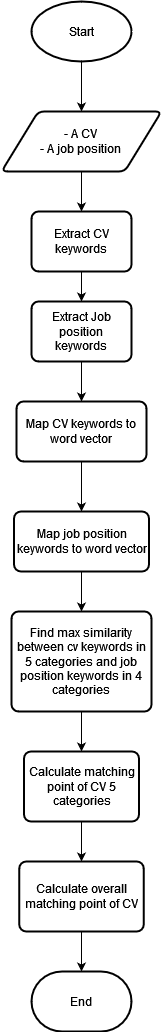 Start
- A CV
- A job position
Extract CV
keywords
Extract Job
position
keywords
Map CV keywords to
word vector
Map job position
keywords to word vector
Find max similarity
between cv keywords in
5 categories and job
position keywords in 4
categories
Calculate matching
point of CV 5
categories
Calculate overall
matching point of CV
End